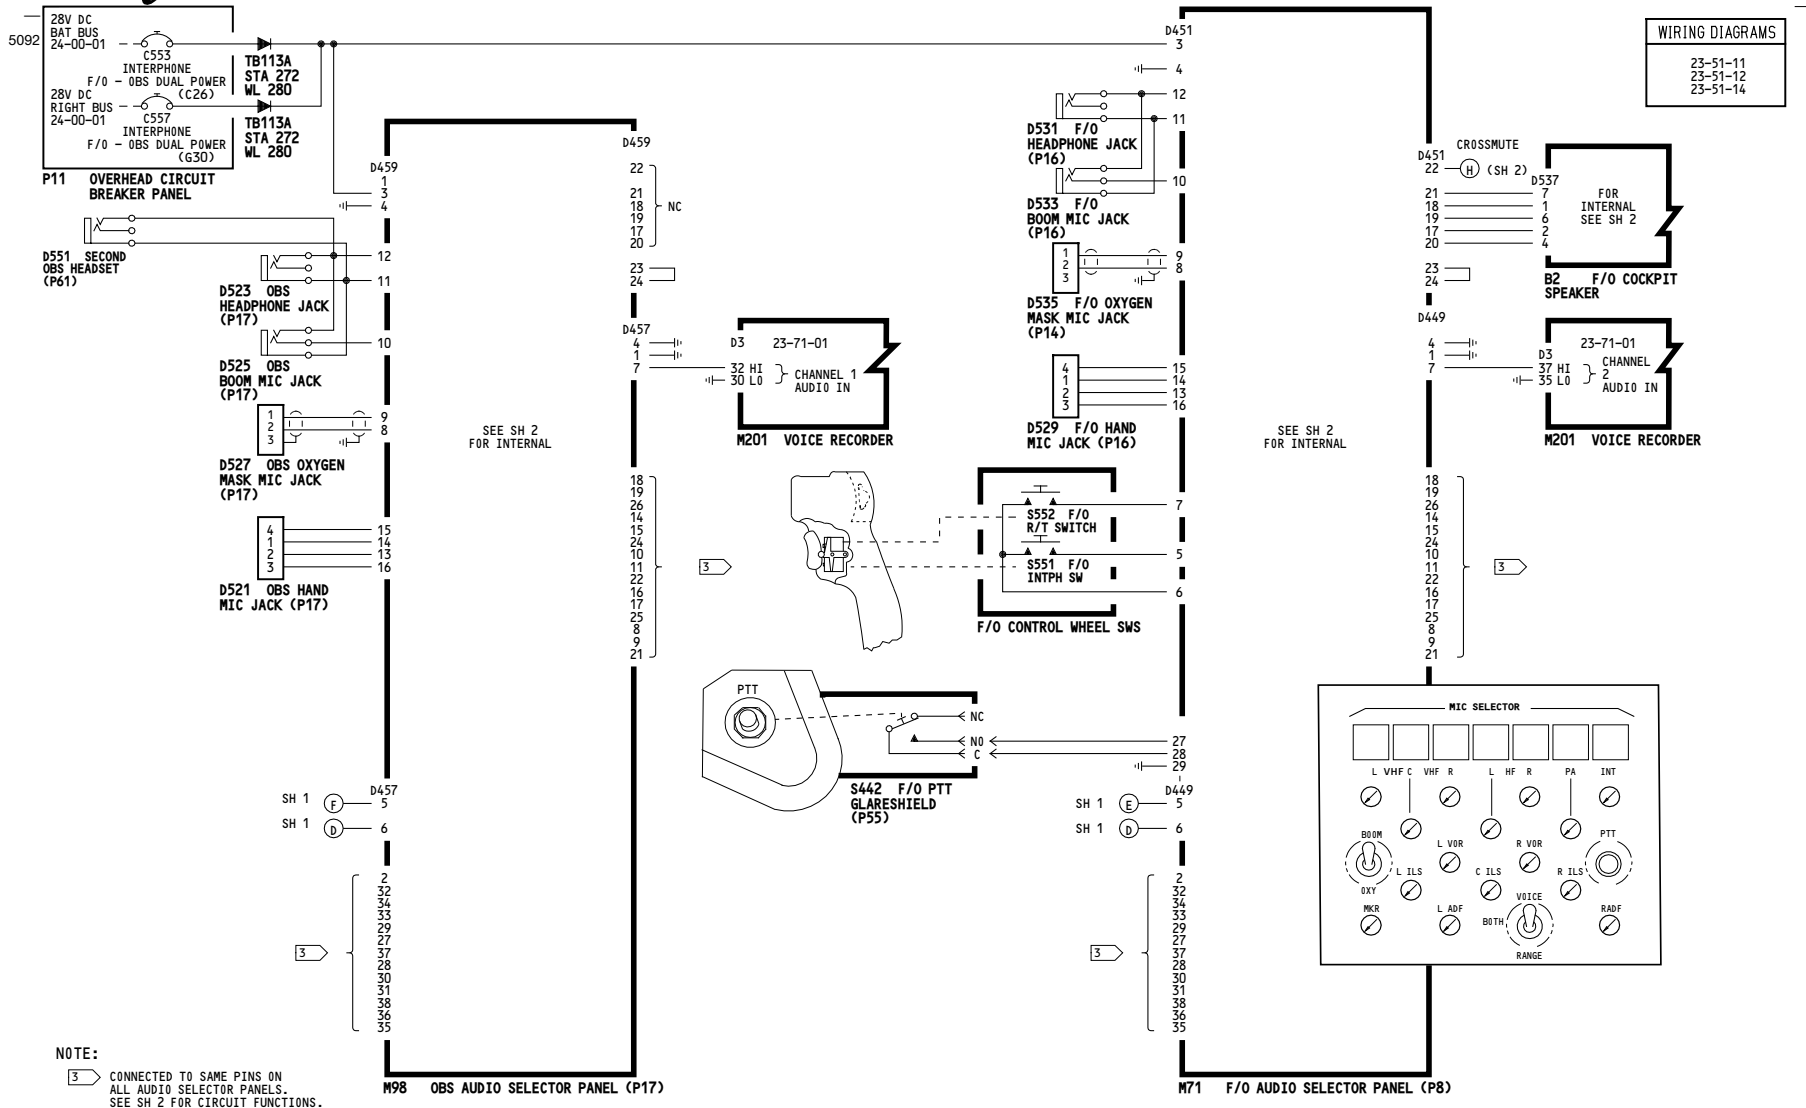 5092
28V DC
BAT BUS
24-00-01
C553
INTERPHONE
F/O - OBS DUAL POWER
(C26)
28V DC
RIGHT BUS
24-00-01
C557
INTERPHONE
F/O - OBS DUAL POWER
(G30)
P11 OVERHEAD CIRCUIT
BREAKER PANEL
TB113A
STA 272
WL 280
TB113A
STA 272
WL 280
D551 SECOND
OBS HEADSET
(P61)
D523 OBS
HEADPHONE JACK
(P17)
D525 OBS
BOOM MIC JACK
(P17)
1
2
3
D527 OBS OXYGEN
MASK MIC JACK
(P17)
4
1
2
3
D521 OBS HAND
MIC JACK (P17)
D459
1
3
4
12
11
10
9
8
15
14
13
16
SH 1 F
SH 1 D
D457
5
6
2
32
34
33
29
27
37
28
30
31
38
36
35
3
SEE SH 2
FOR INTERNAL
D459
22
21
18
19
17
20
NC
23
24
D457
4
1
7
18
19
26
14
15
24
10
11
22
16
17
25
8
9
21
3
M98 OBS AUDIO SELECTOR PANEL (P17)
D3 23-71-01
32 HI
30 LO
CHANNEL 1
AUDIO IN
M201 VOICE RECORDER
D531 F/O
HEADPHONE JACK
(P16)
D533 F/O
BOOM MIC JACK
(P16)
1
2
3
D535 F/O OXYGEN
MASK MIC JACK
(P14)
4
1
2
3
D529 F/O HAND
MIC JACK (P16)
S552 F/O
R/T SWITCH
S551 F/O
INTPH SW
F/O CONTROL WHEEL SWS
PTT
NC
NO
C
S442 F/O PTT
GLARESHIELD
(P55)
D451
3
4
12
11
10
9
8
15
14
13
16
7
5
6
27
28
29
SH 1 E
SH 1 D
D449
5
6
2
32
34
33
29
27
37
28
30
31
38
36
35
3
SEE SH 2
FOR INTERNAL
D451
22
CROSSMUTE
H (SH 2)
21
18
19
17
20
23
24
D537
7
1
6
2
4
FOR
INTERNAL
SEE SH 2
B2 F/O COCKPIT
SPEAKER
D449
4
1
7
D3 23-71-01
37 HI
35 LO
CHANNEL
2
AUDIO IN
M201 VOICE RECORDER
18
19
26
14
15
24
10
11
22
16
17
25
8
9
21
3
MIC SELECTOR
L VHF C VHF R L HF R PA INT
BOOM
OXY
L VOR
R VOR
PTT
L ILS
C ILS
R ILS
MKR
L ADF
VOICE
BOTH
RANGE
RADF
M71 F/O AUDIO SELECTOR PANEL (P8)
WIRING DIAGRAMS
23-51-11
23-51-12
23-51-14
NOTE:
3 CONNECTED TO SAME PINS ON
ALL AUDIO SELECTOR PANELS.
SEE SH 2 FOR CIRCUIT FUNCTIONS.